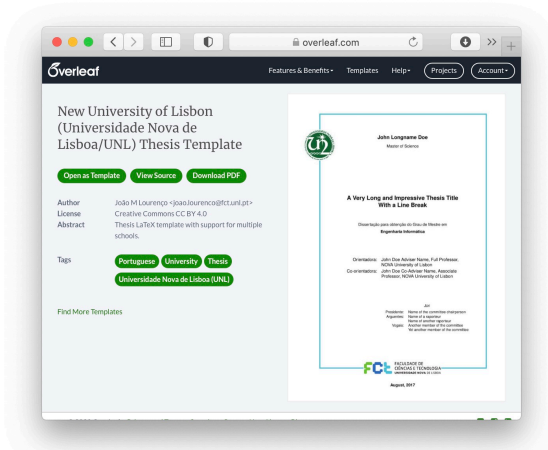 overleaf.com
Overleaf
Features & Benefits
Templates
Help
Projects
Account
New University of Lisbon
(Universidade Nova de
Lisboa/UNL) Thesis Template
Open as Template
View Source
Download PDF
Author João M Lourenço <joao.lourenco@fct.unl.pt>
License Creative Commons CC BY 4.0
Abstract Thesis LaTeX template with support for multiple
schools.
Tags Portuguese University Thesis
Universidade Nova de Lisboa (UNL)
Find More Templates
John Longname Doe
Master of Science
A Very Long and Impressive Thesis Title
With a Line Break
Dissertação para obtenção do Grau de Mestre em
Engenharia Informática
Orientadora: John Doe Adviser Name, Full Professor,
NOVA University of Lisbon
Co-orientadora: John Doe Co-Adviser Name, Associate
Professor, NOVA University of Lisbon
Júri
Presidente: Name of the committee chairperson
Arguentes: Name of a raporteur
Name of another raporteur
Vogais: Another member of the committee
Yet another member of the committee
FCT
FACULDADE DE
CIÊNCIAS E TECNOLOGIA
UNIVERSIDADE NOVA DE LISBOA
August, 2017